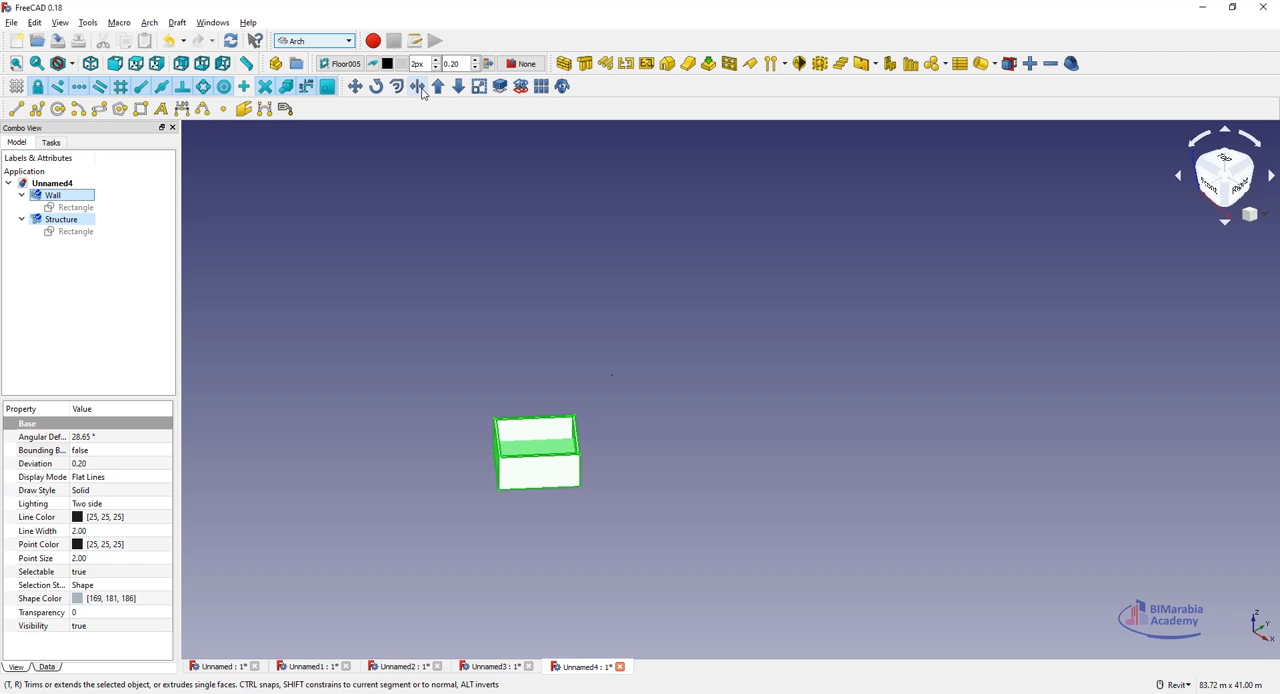 FreeCAD 0.18
File Edit View Tools Macro Arch Draft Windows Help
Arch
Floor005 2px 0.20 None
Combo View
Model Tasks
Labels & Attributes
Application
Unnamed4
Wall
Rectangle
Structure
Rectangle
Top
Front Right
Property Value
Base
Angular Def... 28.65 °
Bounding B... false
Deviation 0.20
Display Mode Flat Lines
Draw Style Solid
Lighting Two side
Line Color [25, 25, 25]
Line Width 2.00
Point Color [25, 25, 25]
Point Size 2.00
Selectable true
Selection St... Shape
Shape Color [169, 181, 186]
Transparency 0
Visibility true
BIMarabia
Academy
Z
Y
X
View Data
Unnamed : 1* Unnamed1 : 1* Unnamed2 : 1* Unnamed3 : 1* Unnamed4 : 1*
(T, R) Trims or extends the selected object, or extrudes single faces. CTRL snaps, SHIFT constrains to current segment or to normal, ALT inverts
Revit 83.72 m x 41.00 m